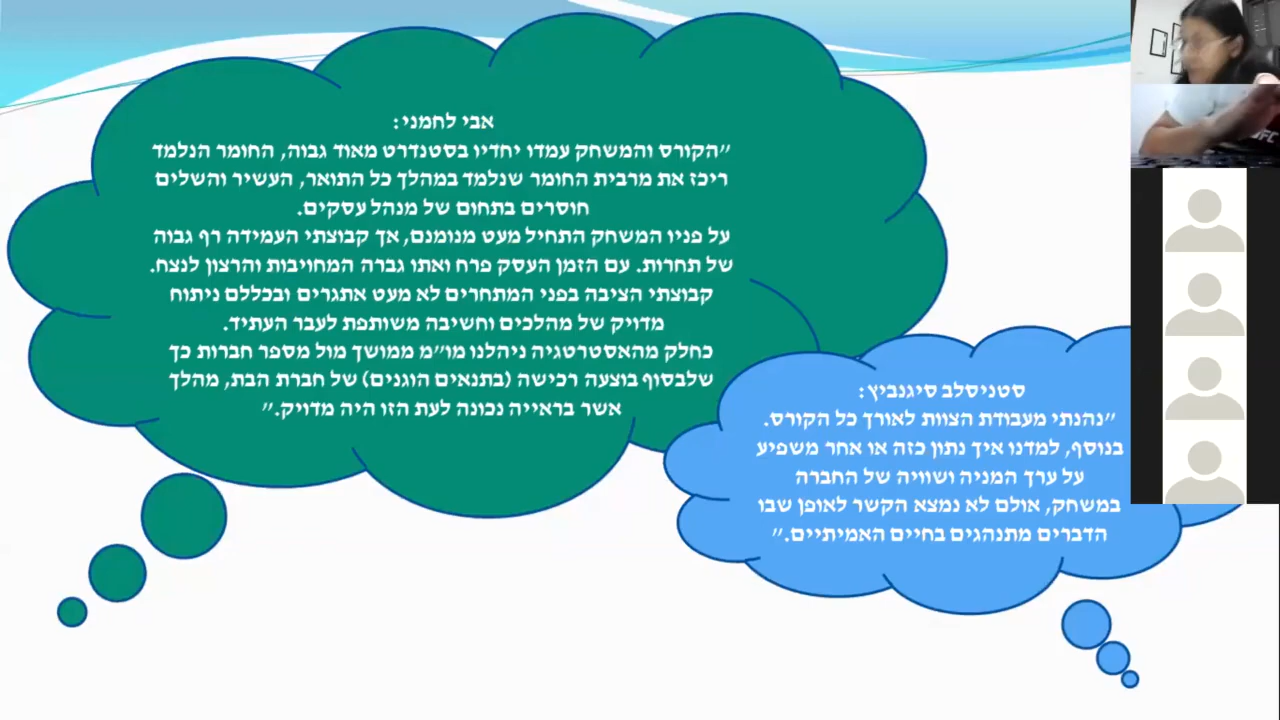 אבי לחמני:
"הקורס והמשחק עמדו יחדיו בסטנדרט מאוד גבוה, החומר הנלמד
ריכז את מרבית החומר שנלמד במהלך כל התואר, העשיר והשלים
חוסרים בתחום של מנהל עסקים.
על פניו המשחק התחיל מעט מנומנם, אך קבוצתי העמידה רף גבוה
של תחרות. עם הזמן העסק פרח ואתו גברה המחויבות והרצון לנצח.
קבוצתי הציבה בפני המתחרים לא מעט אתגרים ובכללם ניתוח
מדויק של מהלכים וחשיבה משותפת לעבר העתיד.
כחלק מהאסטרטגיה ניהלנו מו"מ ממושך מול מספר חברות כך
שלבסוף בוצעה רכישה (בתנאים הוגנים) של חברת הבת, מהלך
אשר בראייה נכונה לעת הזו היה מדויק."
סטניסלב סיגנביץ:
"נהנתי מעבודת הצוות לאורך כל הקורס.
בנוסף, למדנו איך נתון כזה או אחר משפיע
על ערך המניה ושוויה של החברה
במשחק, אולם לא נמצא הקשר לאופן שבו
הדברים מתנהגים בחיים האמיתיים."
FC